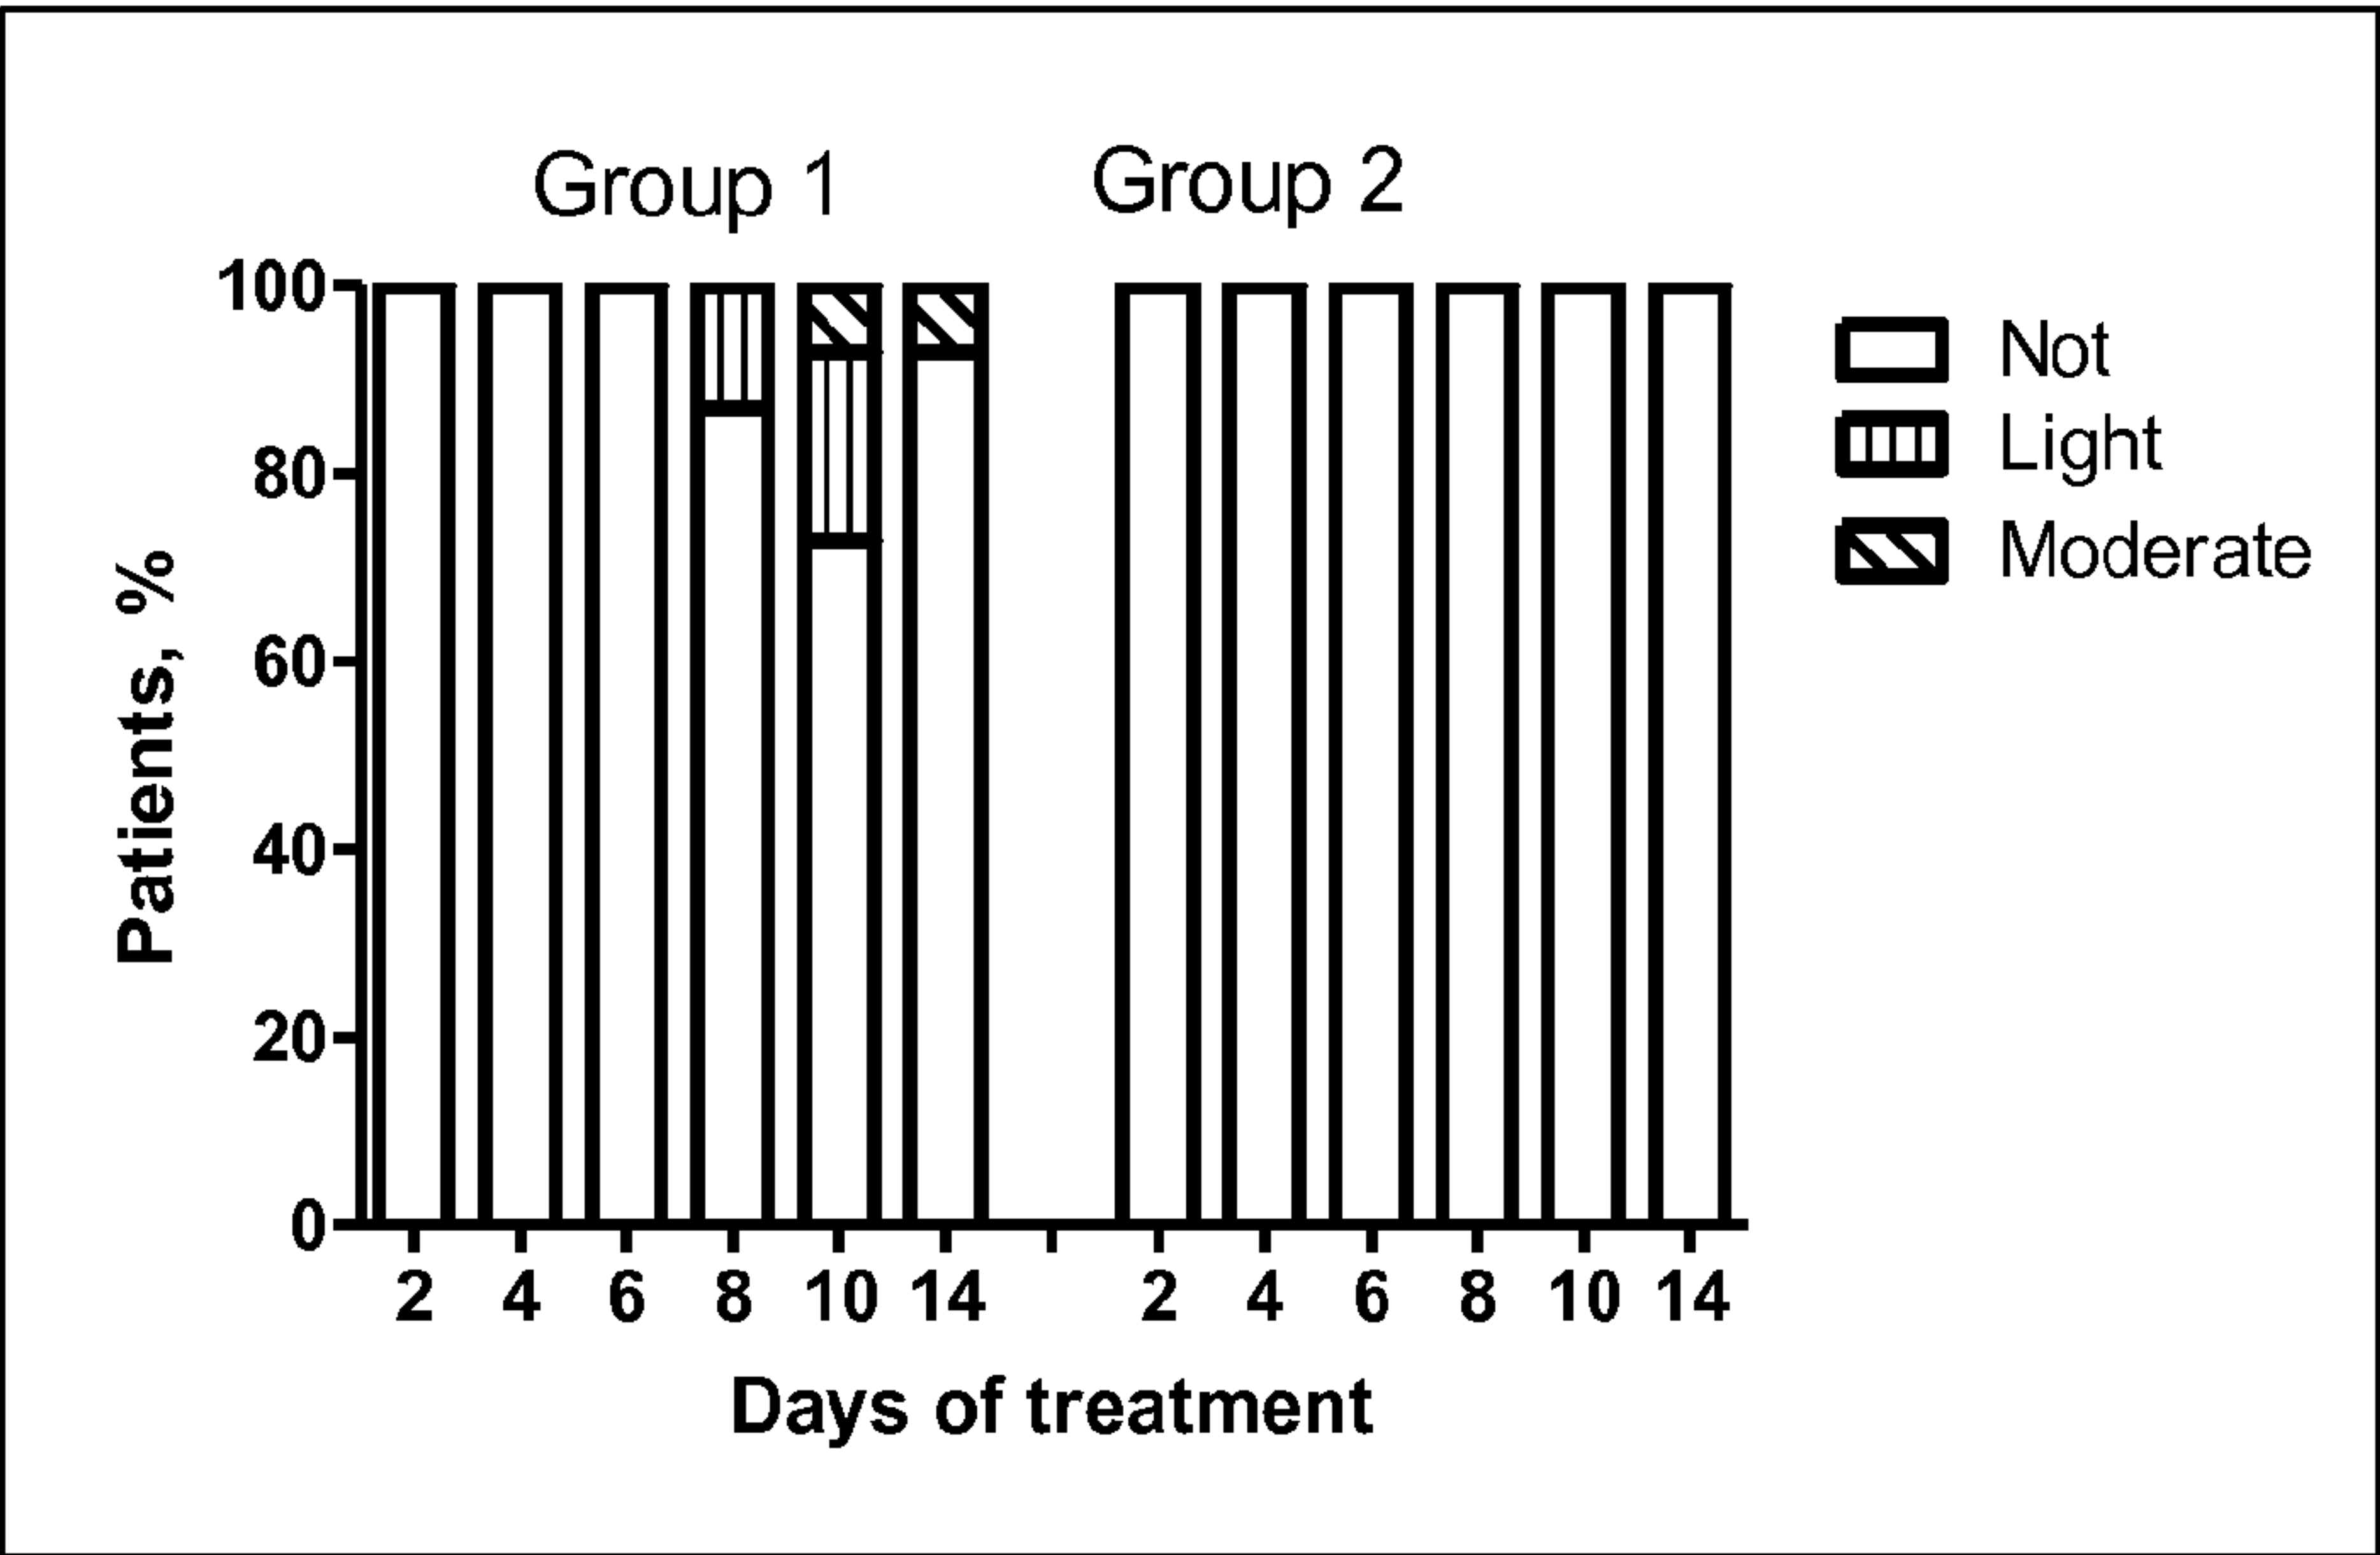 Group 1 Group 2
100
80
60
40
20
0
Patients, %
2 4 6 8 10 14 2 4 6 8 10 14
Days of treatment
Not
Light
Moderate